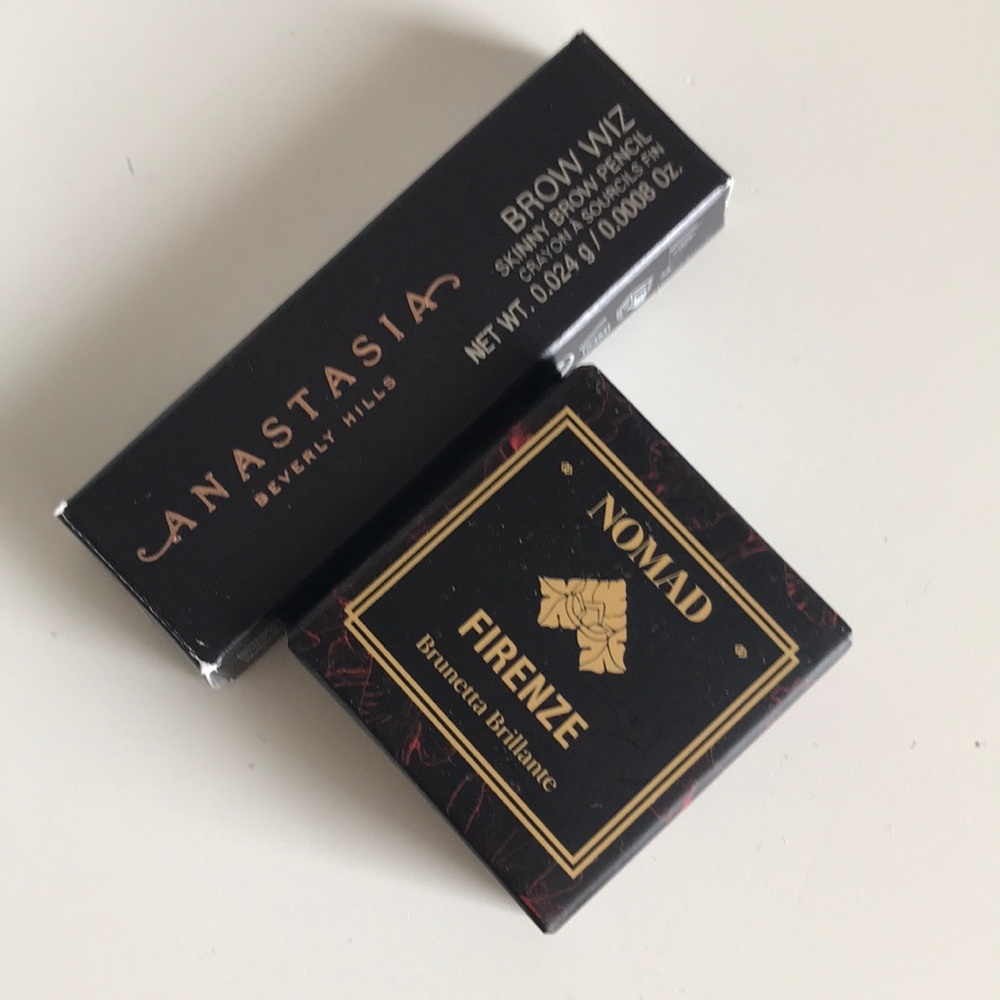 ANASTASIA
BEVERLY HILLS
BROW WIZ
SKINNY BROW PENCIL
CRAYON À SOURCILS FIN
NET WT. 0.024 g / 0.0008 Oz.
NOMAD
FIRENZE
Brunetta Brillante